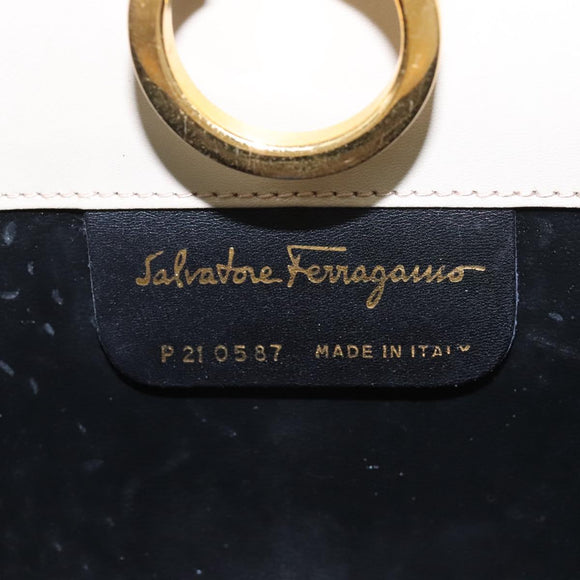 Salvatore Ferragamo
P 21 0587 MADE IN ITALY